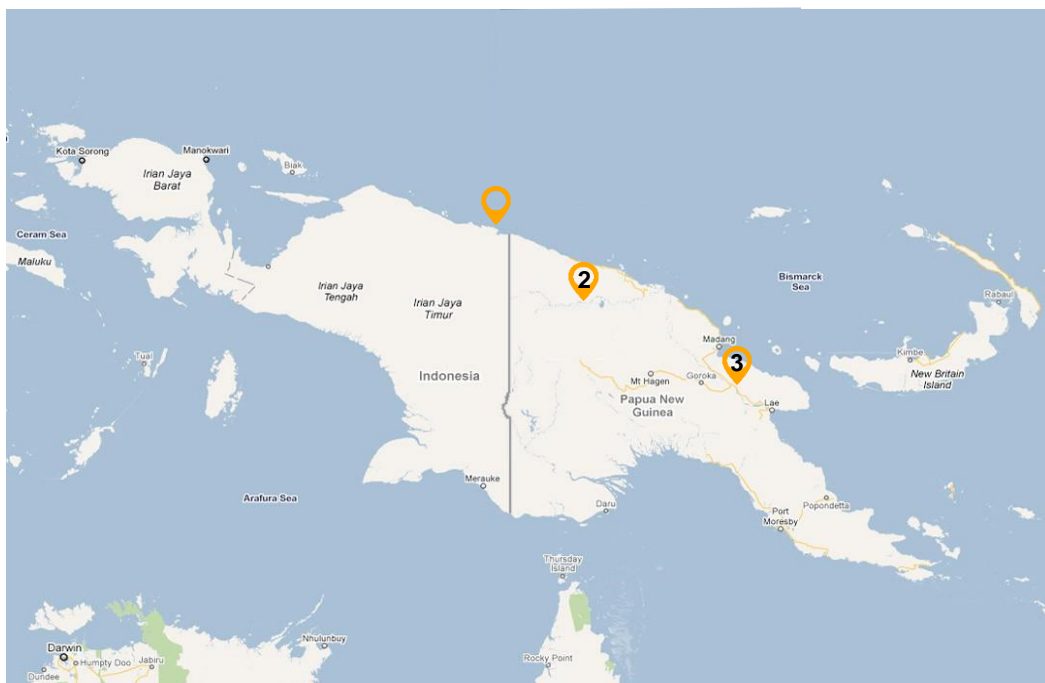 Kota Sorong
Manokwari
Irian Jaya
Barat
Biak
Ceram Sea
Maluku
Irian Jaya
Tengah
Irian Jaya
Timur
2
Bismarck
Sea
Rabaul
Madang
3
Kimbe
New Britain
Island
Tual
Indonesia
Mt Hagen
Goroka
Papua New
Guinea
Lae
Merauke
Arafura Sea
Daru
Port
Moresby
Popondetta
Thursday
Island
Darwin
Humpty Doo
Jabiru
Nhulunbuy
Dundee
Rocky Point